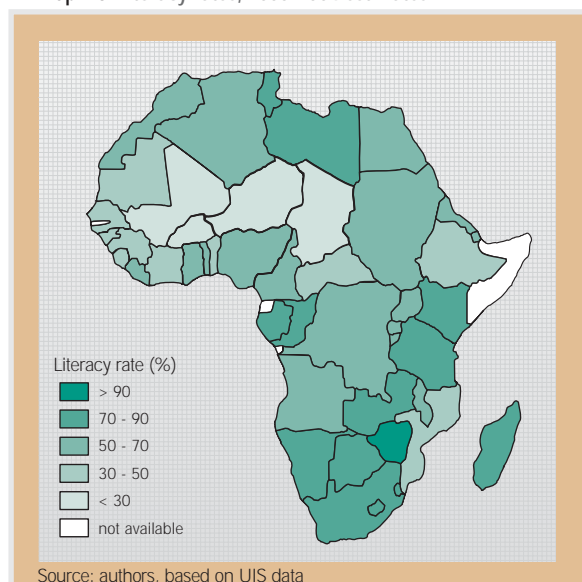 Literacy rate (%)
> 90
70 - 90
50 - 70
30 - 50
< 30
not available
Source: authors, based on UIS data